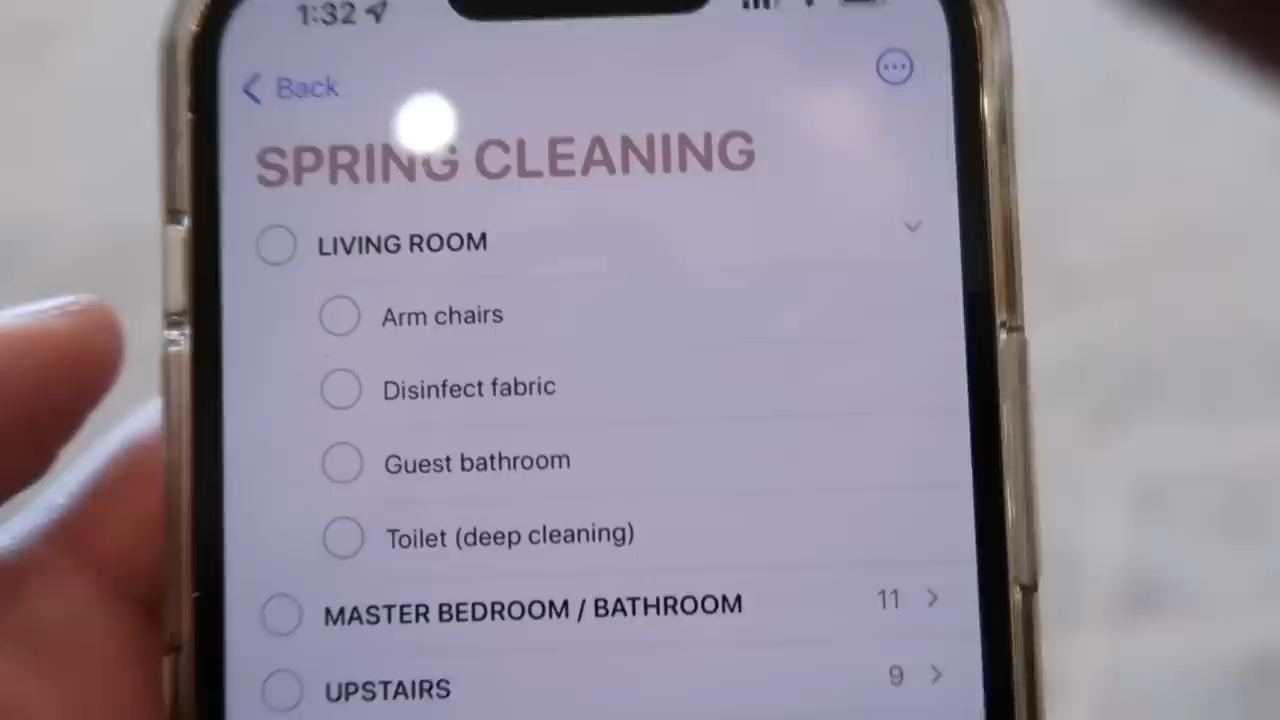 1:32
Back
SPRING CLEANING
LIVING ROOM
Arm chairs
Disinfect fabric
Guest bathroom
Toilet (deep cleaning)
MASTER BEDROOM / BATHROOM 11
UPSTAIRS 9